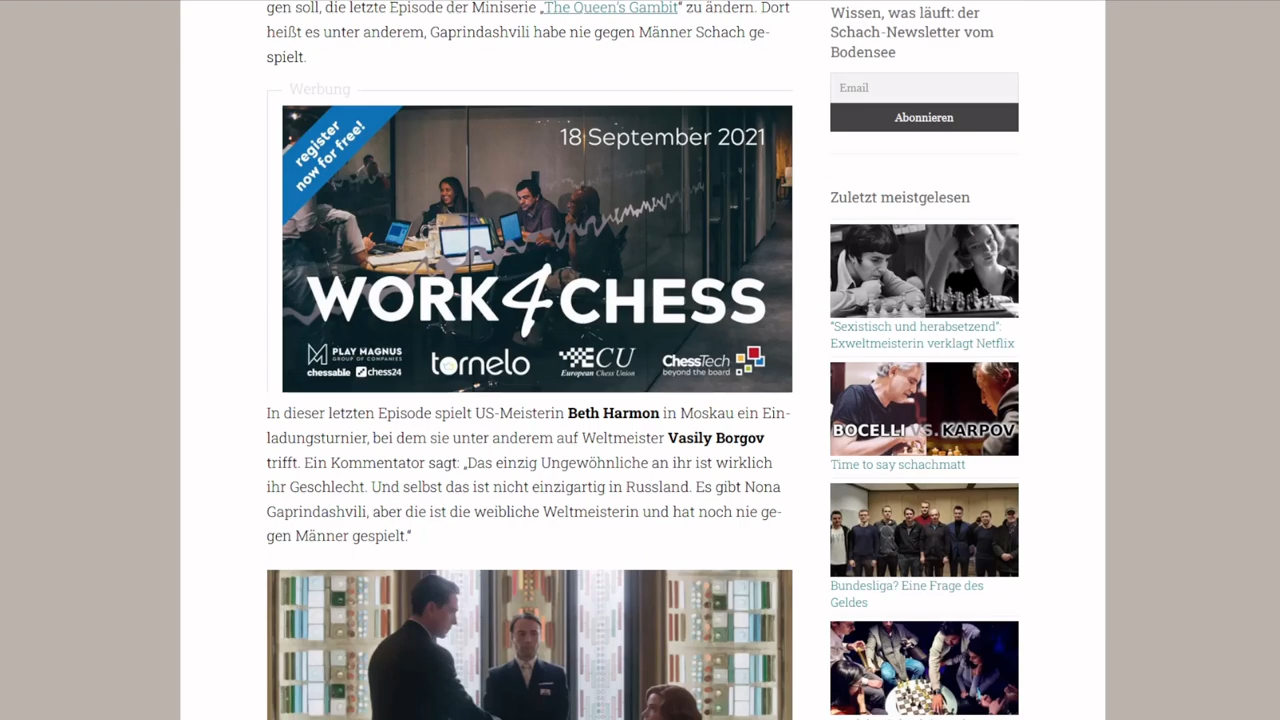 gen soll, die letzte Episode der Miniserie „The Queen's Gambit“ zu ändern. Dort
heißt es unter anderem, Gaprindashvili habe nie gegen Männer Schach ge-
spielt.
Werbung
register
now for free!
18 September 2021
WORK4CHESS
PLAY MAGNUS
GROUP OF COMPANIES
chessable chess24
tornelo
ECU
European Chess Union
ChessTech
beyond the board
In dieser letzten Episode spielt US-Meisterin Beth Harmon in Moskau ein Ein-
ladungsturnier, bei dem sie unter anderem auf Weltmeister Vasily Borgov
trifft. Ein Kommentator sagt: „Das einzig Ungewöhnliche an ihr ist wirklich
ihr Geschlecht. Und selbst das ist nicht einzigartig in Russland. Es gibt Nona
Gaprindashvili, aber die ist die weibliche Weltmeisterin und hat noch nie ge-
gen Männer gespielt.“
Wissen, was läuft: der
Schach-Newsletter vom
Bodensee
Email
Abonnieren
Zuletzt meistgelesen
"Sexistisch und herabsetzend":
Exweltmeisterin verklagt Netflix
BOCELLI VS. KARPOV
Time to say schachmatt
Bundesliga? Eine Frage des
Geldes